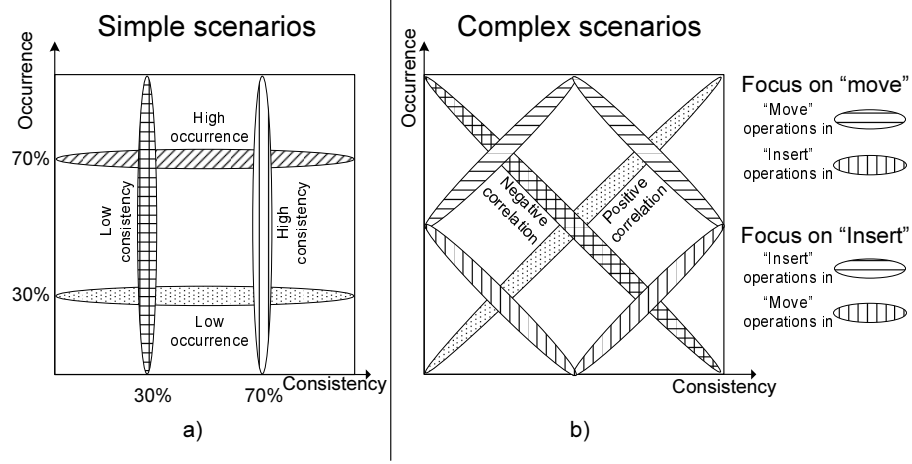 Simple scenarios
Occurrence
70%
30%
High
occurrence
Low
consistency
High
consistency
Low
occurrence
30%
70%
Consistency
a)
Complex scenarios
Occurrence
Negative
correlation
Positive
correlation
Consistency
b)
Focus on “move”
“Move”
operations in
“Insert”
operations in
Focus on “Insert”
“Insert”
operations in
“Move”
operations in